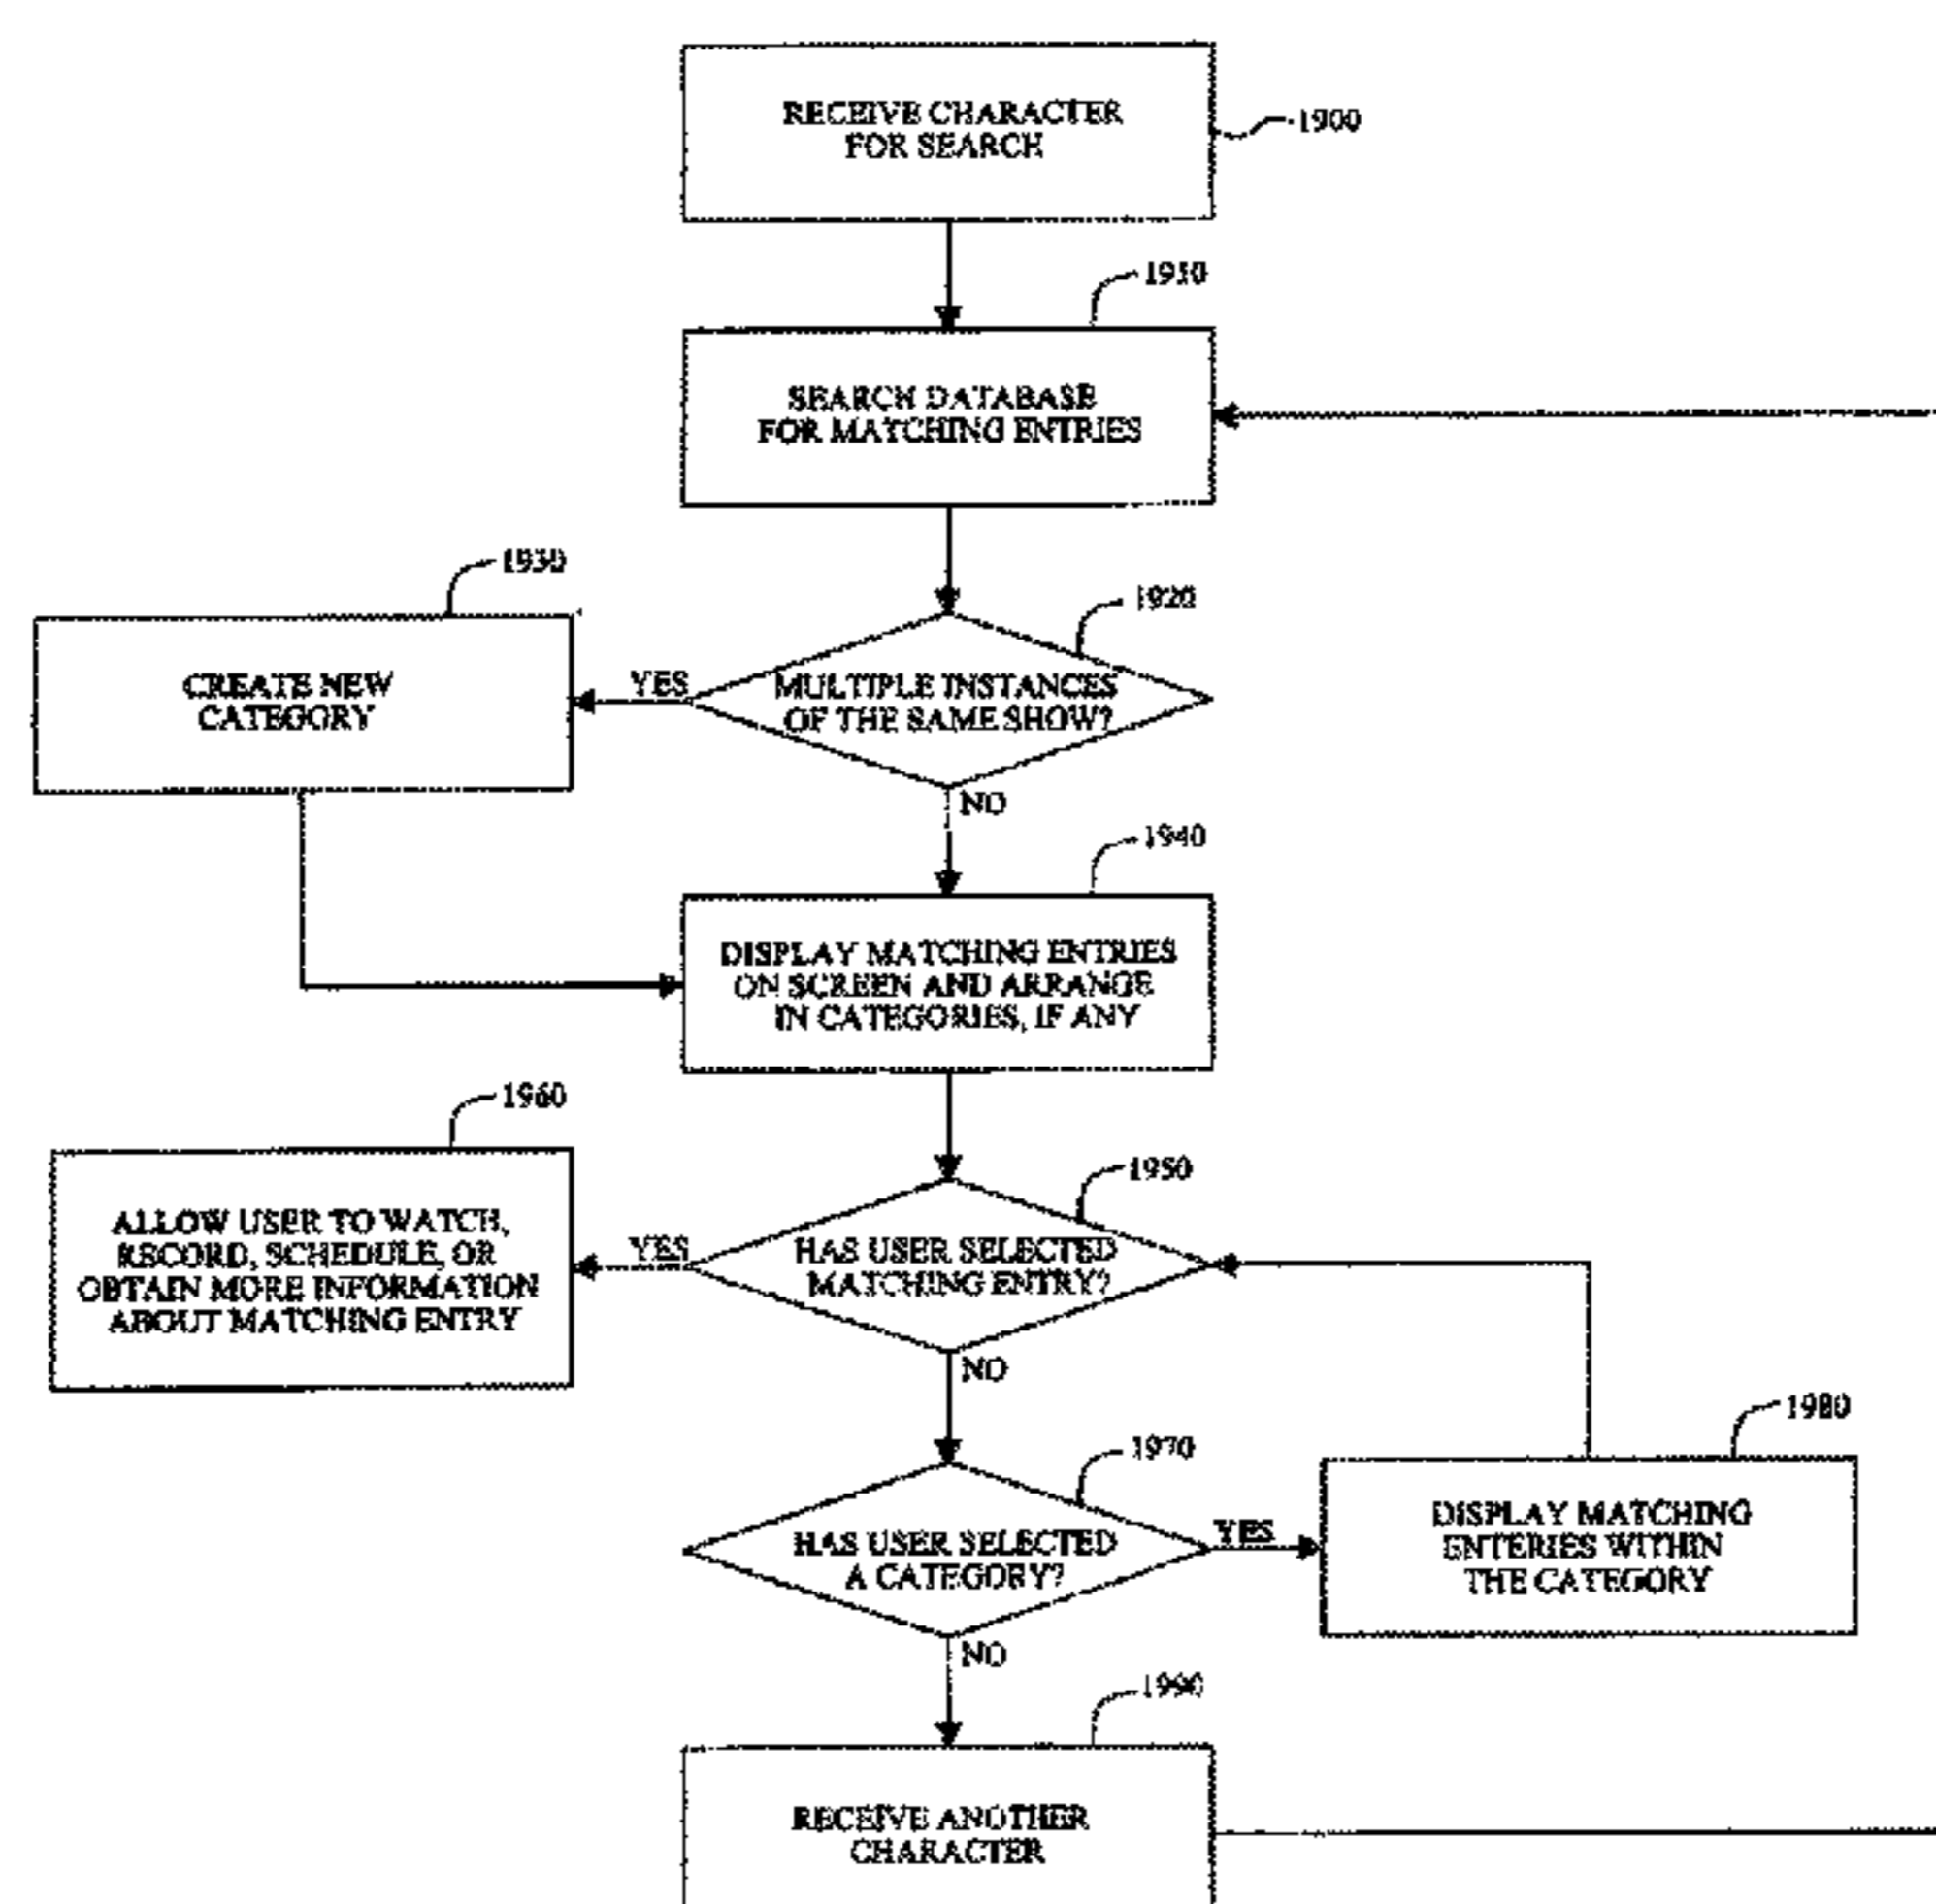 RECEIVE CHARACTER
FOR SEARCH
1900
1910
SEARCH DATABASE
FOR MATCHING ENTRIES
1930
1920
CREATE NEW
CATEGORY
YES
MULTIPLE INSTANCES
OF THE SAME SHOW?
NO
1940
DISPLAY MATCHING ENTRIES
ON SCREEN AND ARRANGE
IN CATEGORIES, IF ANY
1960
1950
ALLOW USER TO WATCH,
RECORD, SCHEDULE, OR
OBTAIN MORE INFORMATION
ABOUT MATCHING ENTRY
YES
HAS USER SELECTED
MATCHING ENTRY?
NO
1970
1980
HAS USER SELECTED
A CATEGORY?
YES
DISPLAY MATCHING
ENTERIES WITHIN
THE CATEGORY
NO
1990
RECEIVE ANOTHER
CHARACTER